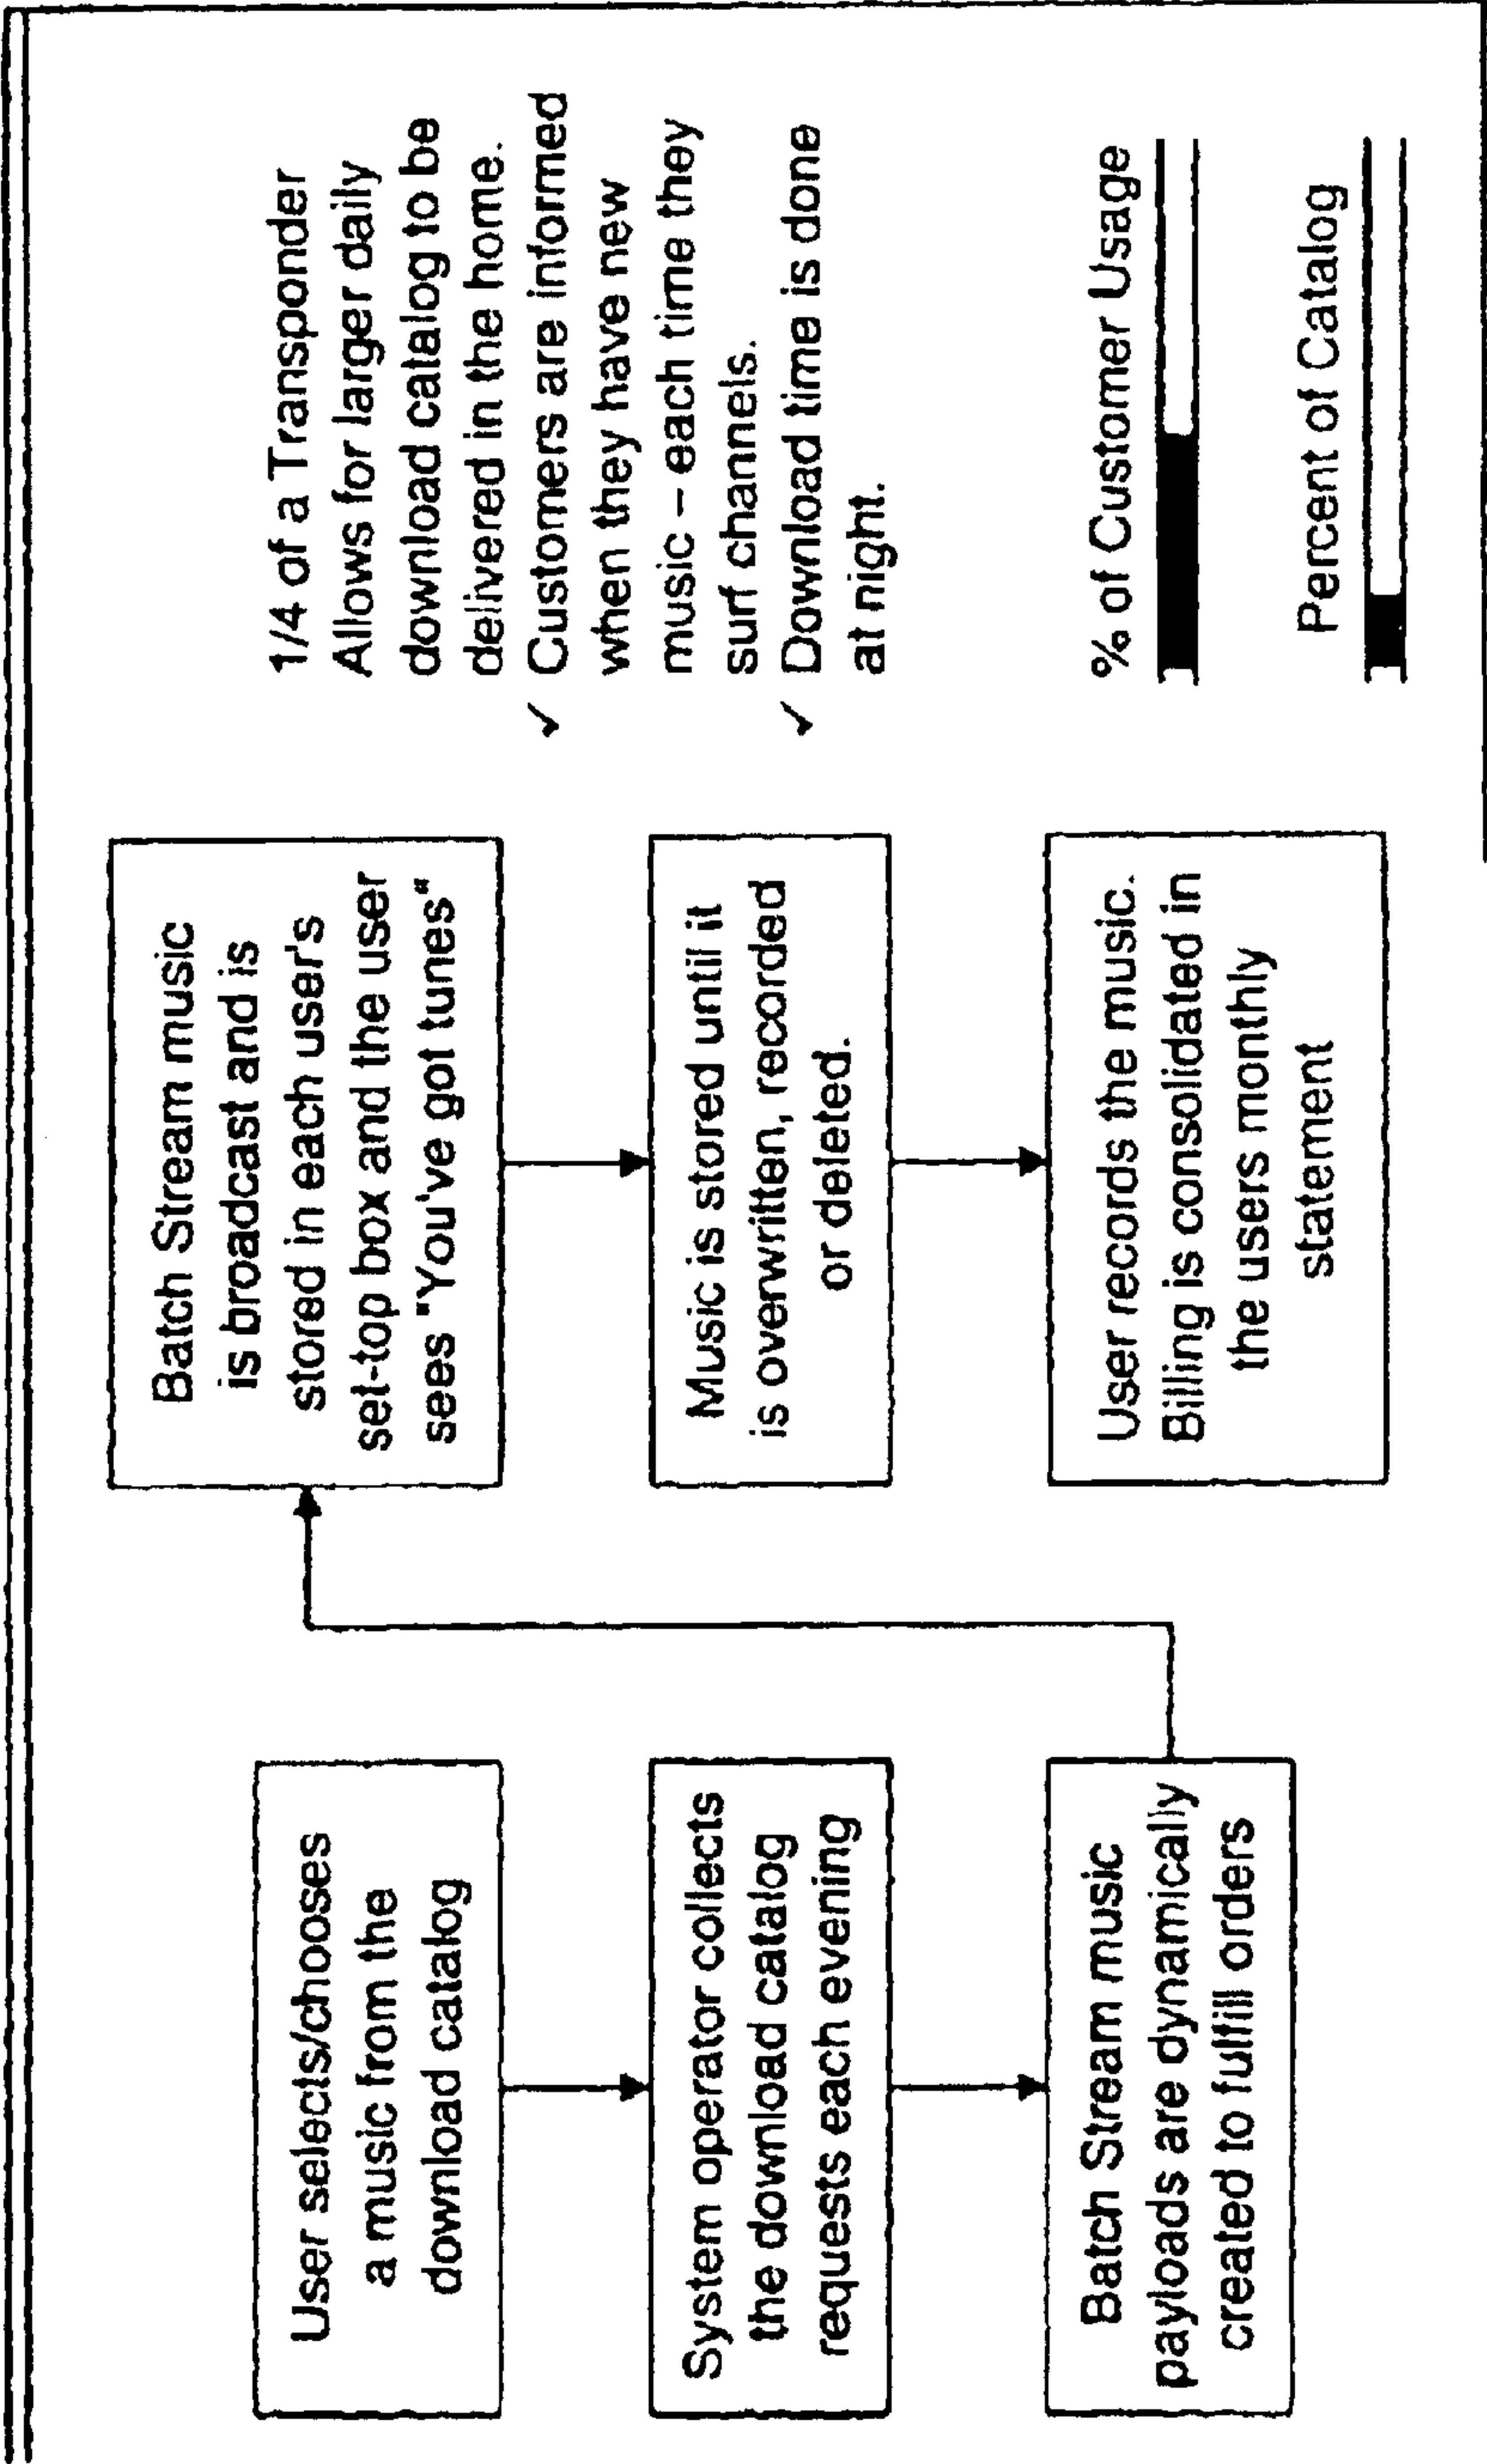 User selects/chooses
a music from the
download catalog
System operator collects
the download catalog
requests each evening
Batch Stream music
payloads are dynamically
created to fulfill orders
Batch Stream music
is broadcast and is
stored in each user's
set-top box and the user
sees "You've got tunes"
Music is stored until it
is overwritten, recorded
or deleted.
User records the music.
Billing is consolidated in
the users monthly
statement
1/4 of a Transponder
Allows for larger daily
download catalog to be
delivered in the home.
✓ Customers are informed
when they have new
music – each time they
surf channels.
✓ Download time is done
at night.
% of Customer Usage
Percent of Catalog